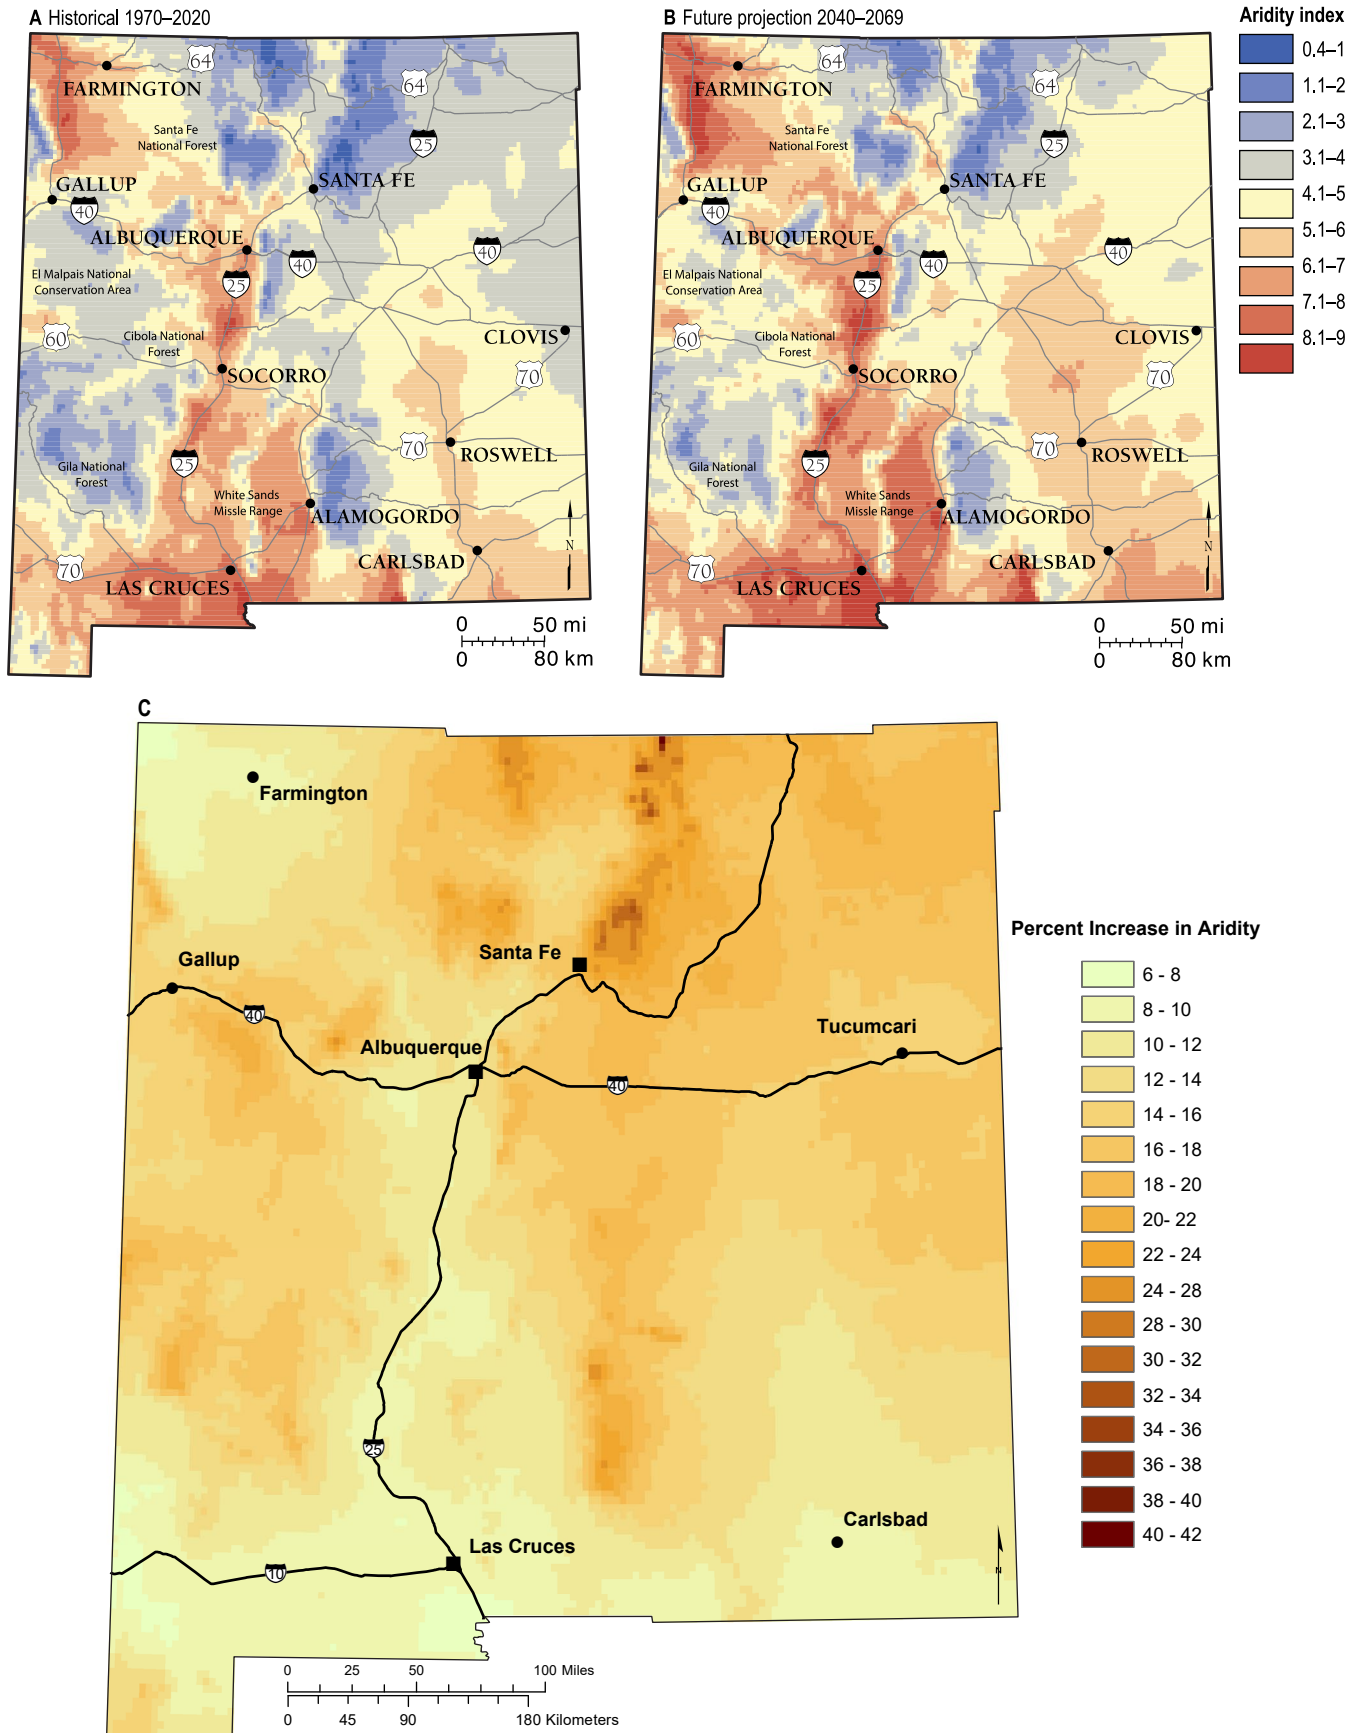 A Historical 1970–2020
64
64
FARMINGTON
Santa Fe
National Forest
25
GALLUP
SANTA FE
40
ALBUQUERQUE
40
40
El Malpais National
Conservation Area
25
60
Cibola National
Forest
CLOVIS
SOCORRO
70
70
ROSWELL
Gila National
Forest
25
White Sands
Missle Range
ALAMOGORDO
CARLSBAD
70
LAS CRUCES
N
0 50 mi
0 80 km
B Future projection 2040–2069
64
64
FARMINGTON
Santa Fe
National Forest
25
GALLUP
SANTA FE
40
ALBUQUERQUE
40
40
El Malpais National
Conservation Area
25
60
Cibola National
Forest
CLOVIS
SOCORRO
70
70
ROSWELL
Gila National
Forest
25
White Sands
Missle Range
ALAMOGORDO
CARLSBAD
70
LAS CRUCES
N
0 50 mi
0 80 km
Aridity index
0.4–1
1.1–2
2.1–3
3.1–4
4.1–5
5.1–6
6.1–7
7.1–8
8.1–9
C
Farmington
Santa Fe
Gallup
40
Tucumcari
Albuquerque
40
25
Carlsbad
Las Cruces
10
N
0 25 50 100 Miles
0 45 90 180 Kilometers
Percent Increase in Aridity
6 - 8
8 - 10
10 - 12
12 - 14
14 - 16
16 - 18
18 - 20
20- 22
22 - 24
24 - 28
28 - 30
30 - 32
32 - 34
34 - 36
36 - 38
38 - 40
40 - 42